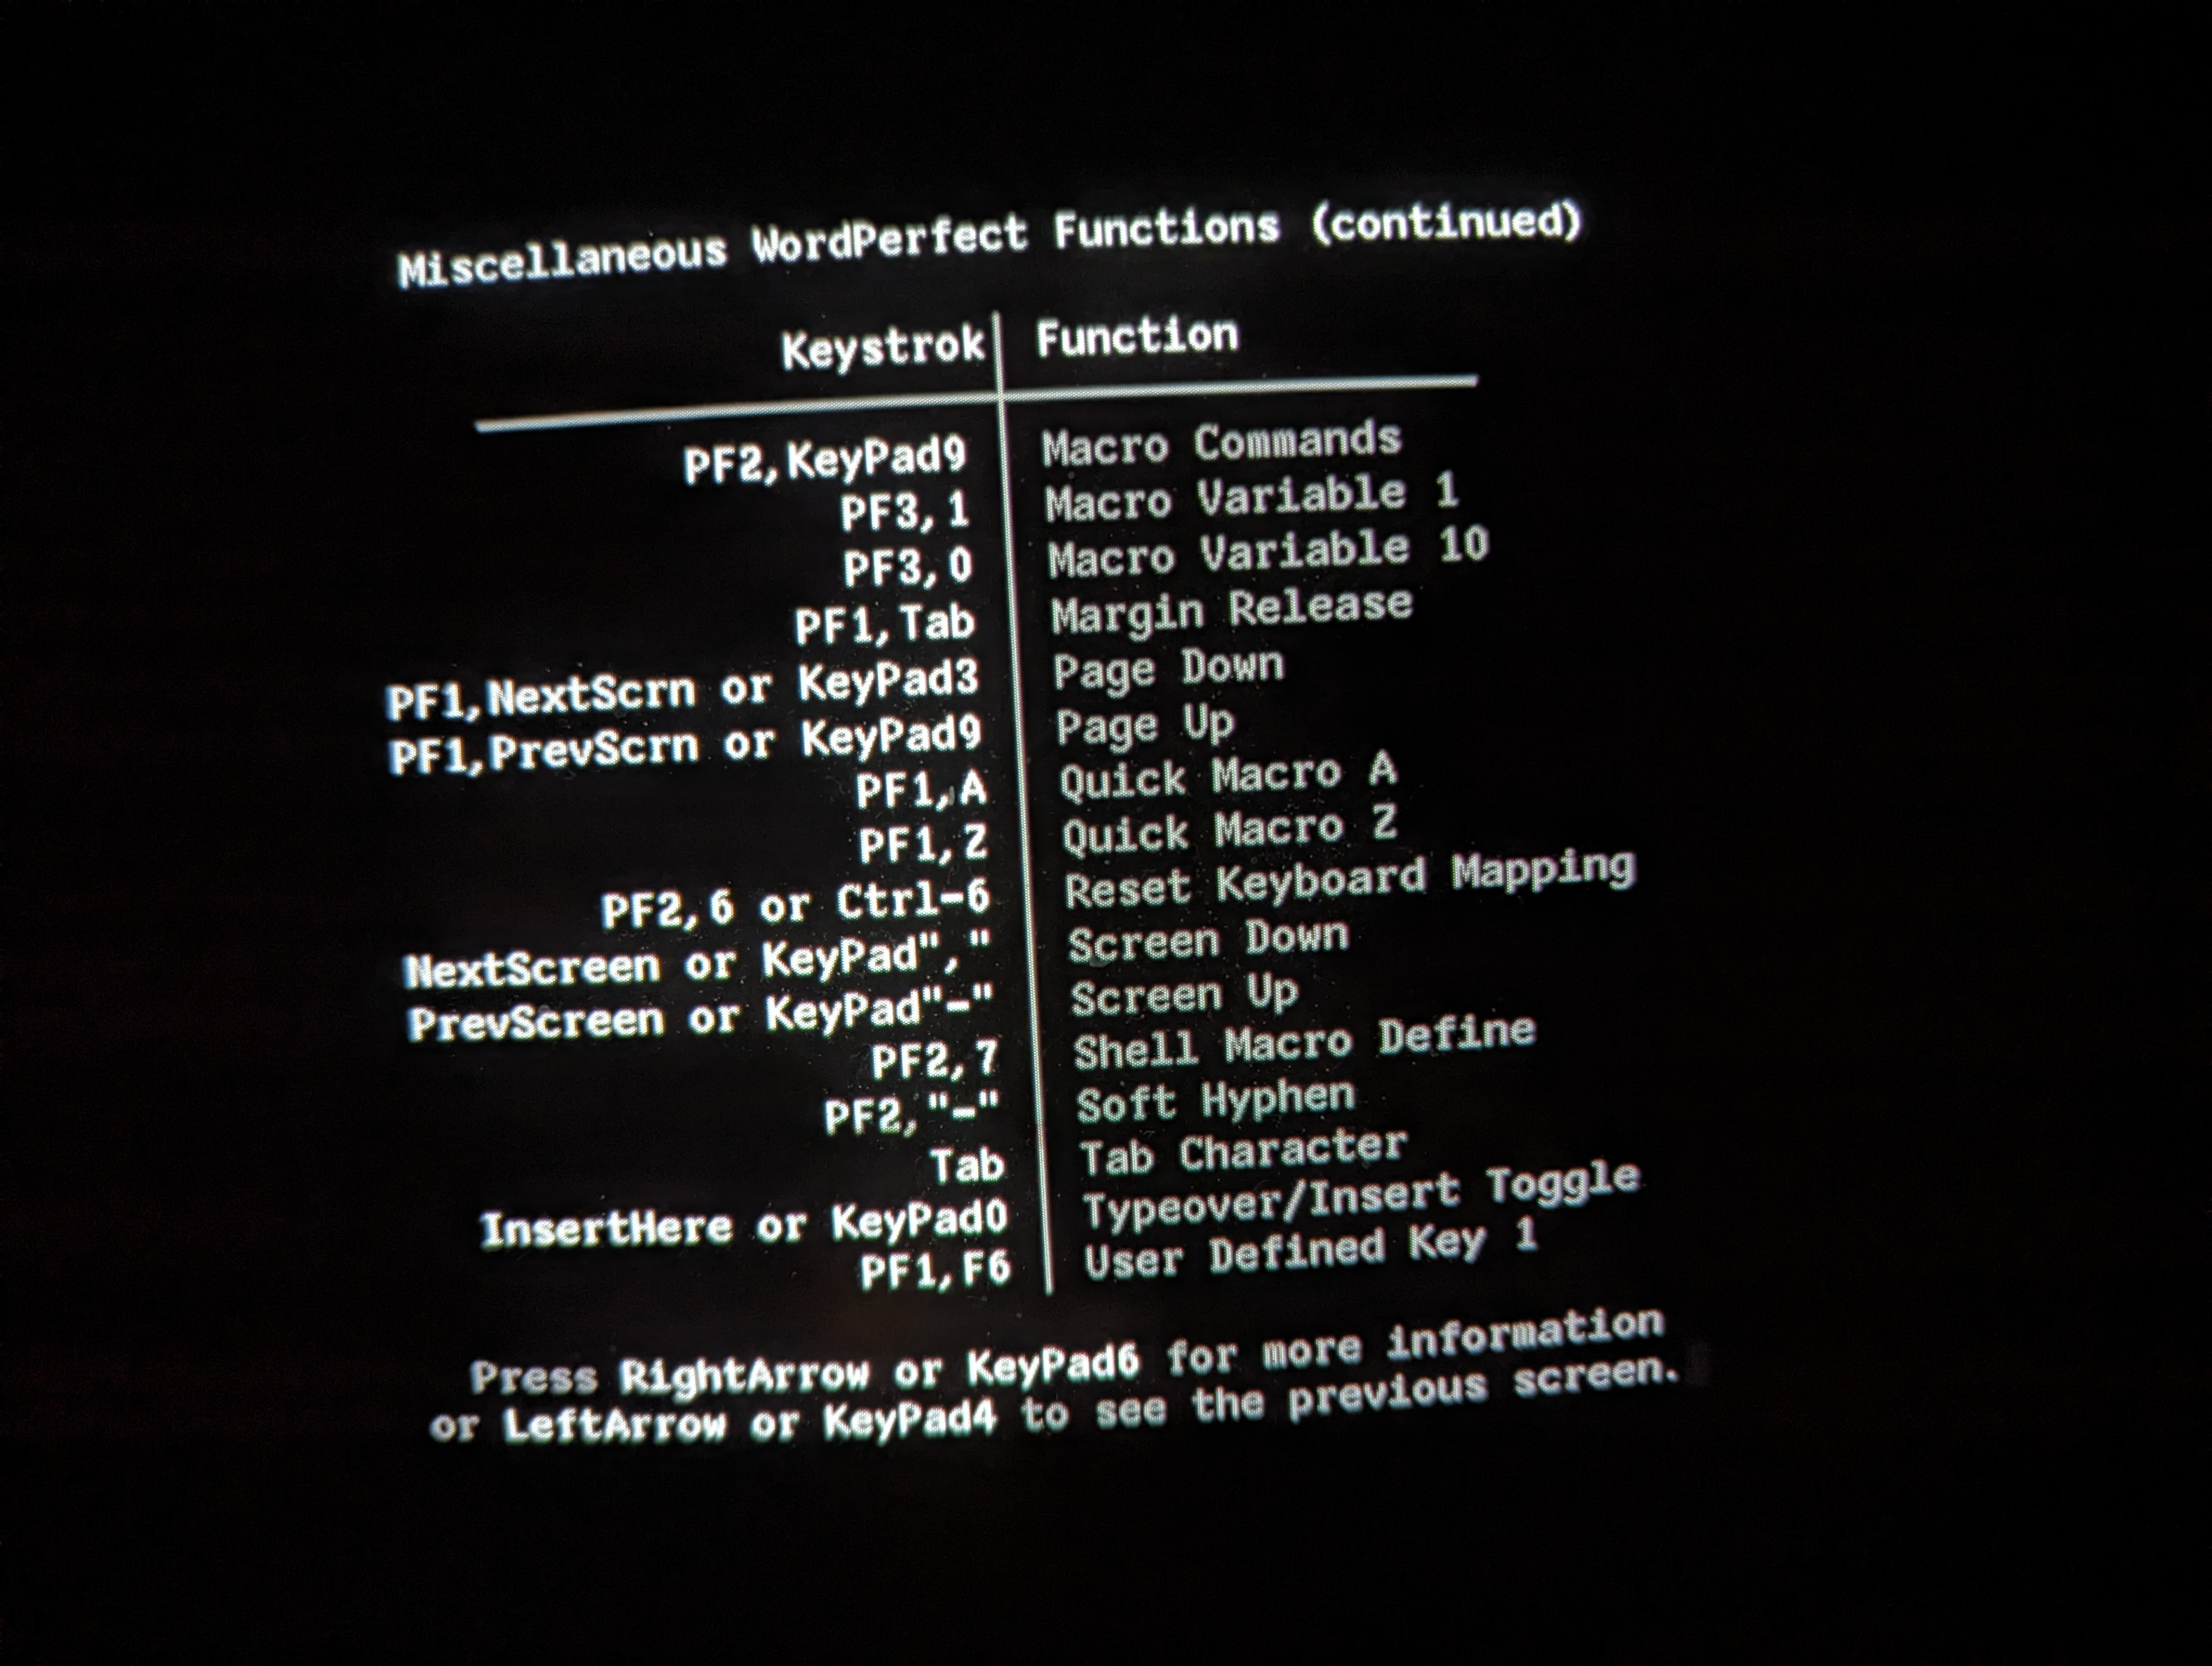 Miscellaneous WordPerfect Functions (continued)
Keystrok Function
PF2,KeyPad9 Macro Commands
PF3,1 Macro Variable 1
PF3,0 Macro Variable 10
PF1,Tab Margin Release
PF1,NextScrn or KeyPad3 Page Down
PF1,PrevScrn or KeyPad9 Page Up
PF1,A Quick Macro A
PF1,Z Quick Macro Z
PF2,6 or Ctrl-6 Reset Keyboard Mapping
NextScreen or KeyPad"," Screen Down
PrevScreen or KeyPad"-" Screen Up
PF2,7 Shell Macro Define
PF2,"-" Soft Hyphen
Tab Tab Character
InsertHere or KeyPad0 Typeover/Insert Toggle
PF1,F6 User Defined Key 1
Press RightArrow or KeyPad6 for more information
or LeftArrow or KeyPad4 to see the previous screen.